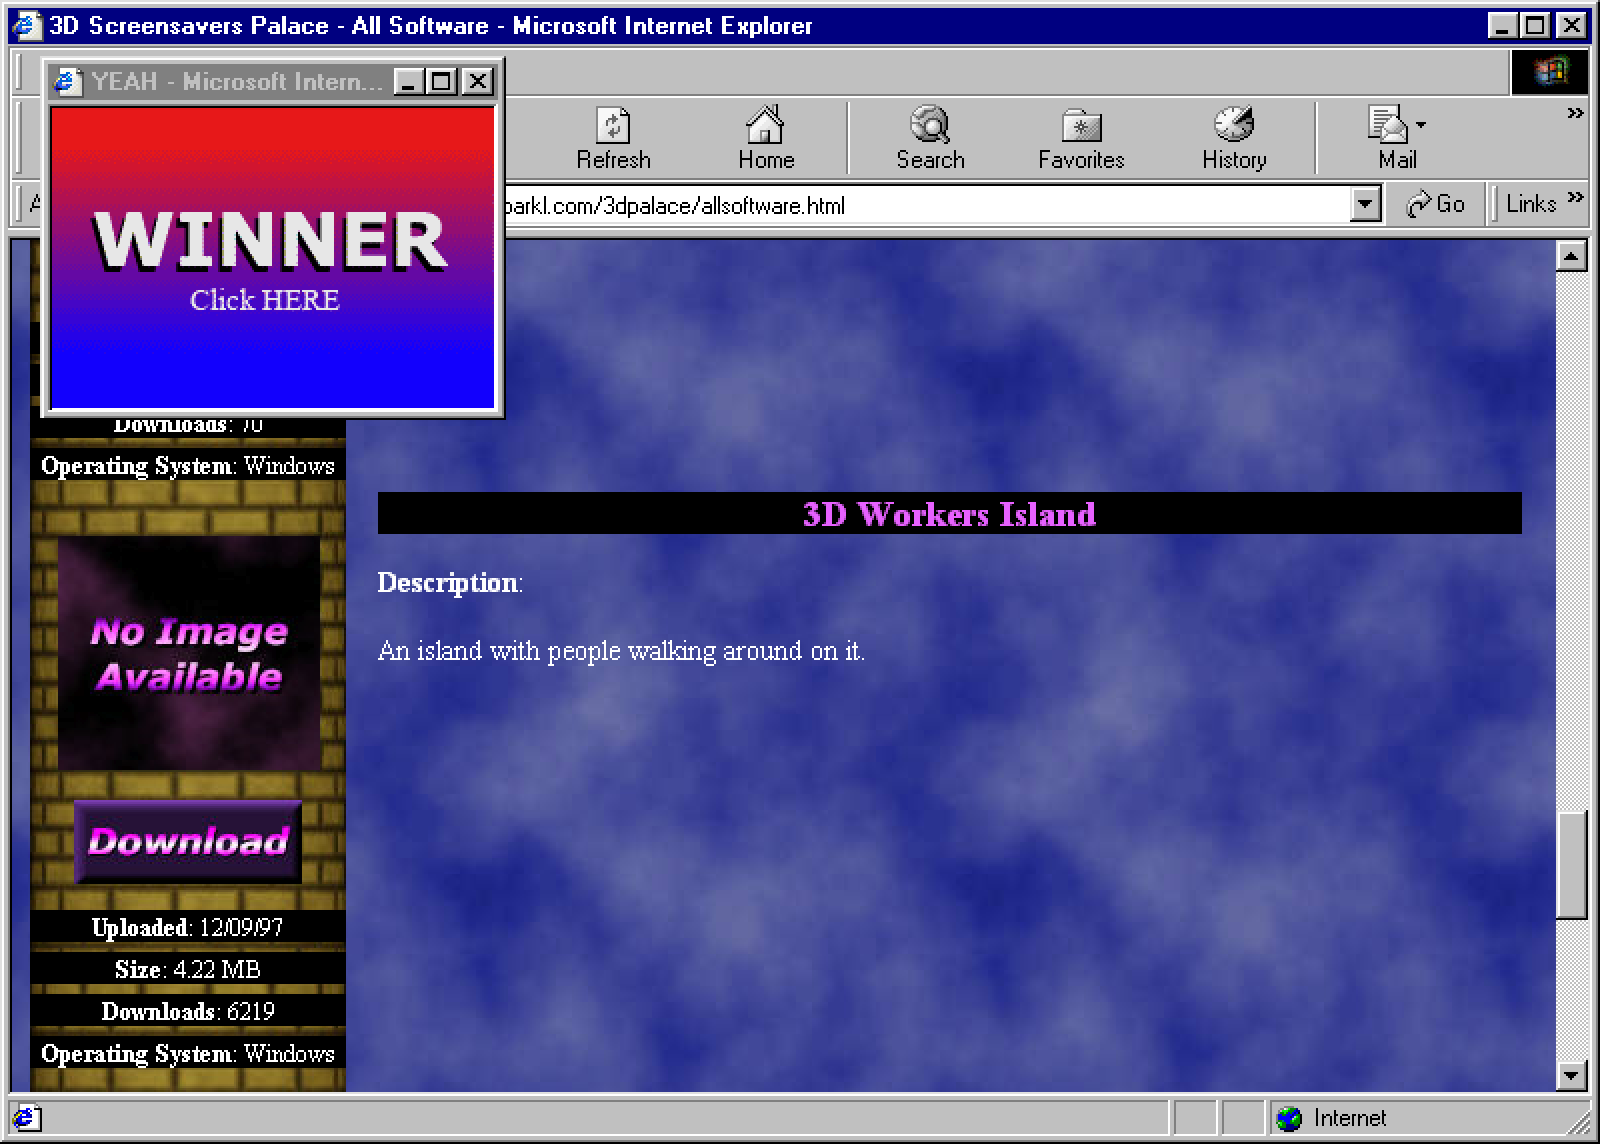 3D Screensavers Palace - All Software - Microsoft Internet Explorer
YEAH - Microsoft Intern...
Refresh
Home
Search
Favorites
History
Mail
parkl.com/3dpalace/allsoftware.html
Go
Links
WINNER
Click HERE
Downloads: 70
Operating System: Windows
No Image
Available
Download
Uploaded: 12/09/97
Size: 4.22 MB
Downloads: 6219
Operating System: Windows
3D Workers Island
Description:
An island with people walking around on it.
Internet